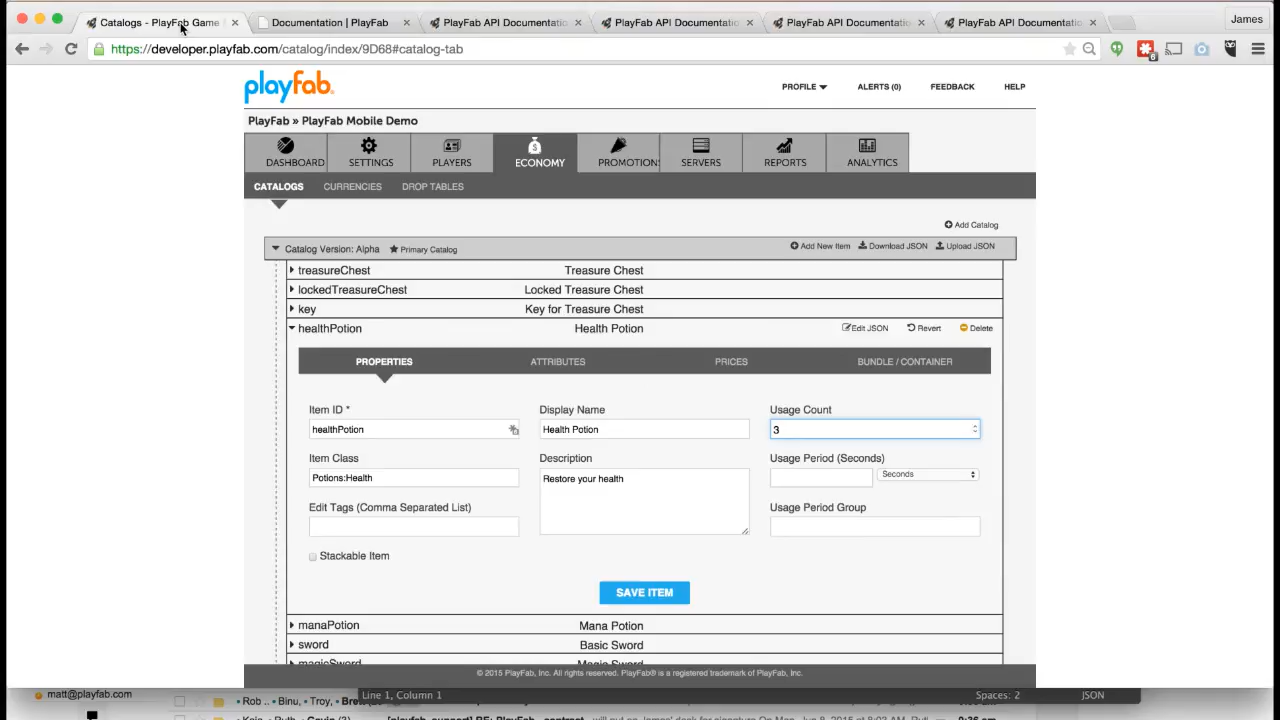 Catalogs - PlayFab Game
Documentation | PlayFab
PlayFab API Documentatio
PlayFab API Documentatio
PlayFab API Documentatio
PlayFab API Documentatio
James
https://developer.playfab.com/catalog/index/9D68#catalog-tab
6
playfab
PROFILE
ALERTS (0)
FEEDBACK
HELP
PlayFab » PlayFab Mobile Demo
DASHBOARD
SETTINGS
PLAYERS
ECONOMY
PROMOTIONS
SERVERS
REPORTS
ANALYTICS
CATALOGS
CURRENCIES
DROP TABLES
Add Catalog
Catalog Version: Alpha
Primary Catalog
Add New Item
Download JSON
Upload JSON
treasureChest
Treasure Chest
lockedTreasureChest
Locked Treasure Chest
key
Key for Treasure Chest
healthPotion
Health Potion
Edit JSON
Revert
Delete
PROPERTIES
ATTRIBUTES
PRICES
BUNDLE / CONTAINER
Item ID *
Display Name
Usage Count
healthPotion
Health Potion
3
Item Class
Description
Usage Period (Seconds)
Potions:Health
Restore your health
Seconds
Edit Tags (Comma Separated List)
Usage Period Group
Stackable Item
SAVE ITEM
manaPotion
Mana Potion
sword
Basic Sword
magicSword
Magic Sword
© 2015 PlayFab, Inc. All rights reserved. PlayFab® is a registered trademark of PlayFab, Inc.
matt@playfab.com
Rob .. Binu, Troy,
Line 1, Column 1
Spaces: 2
JSON